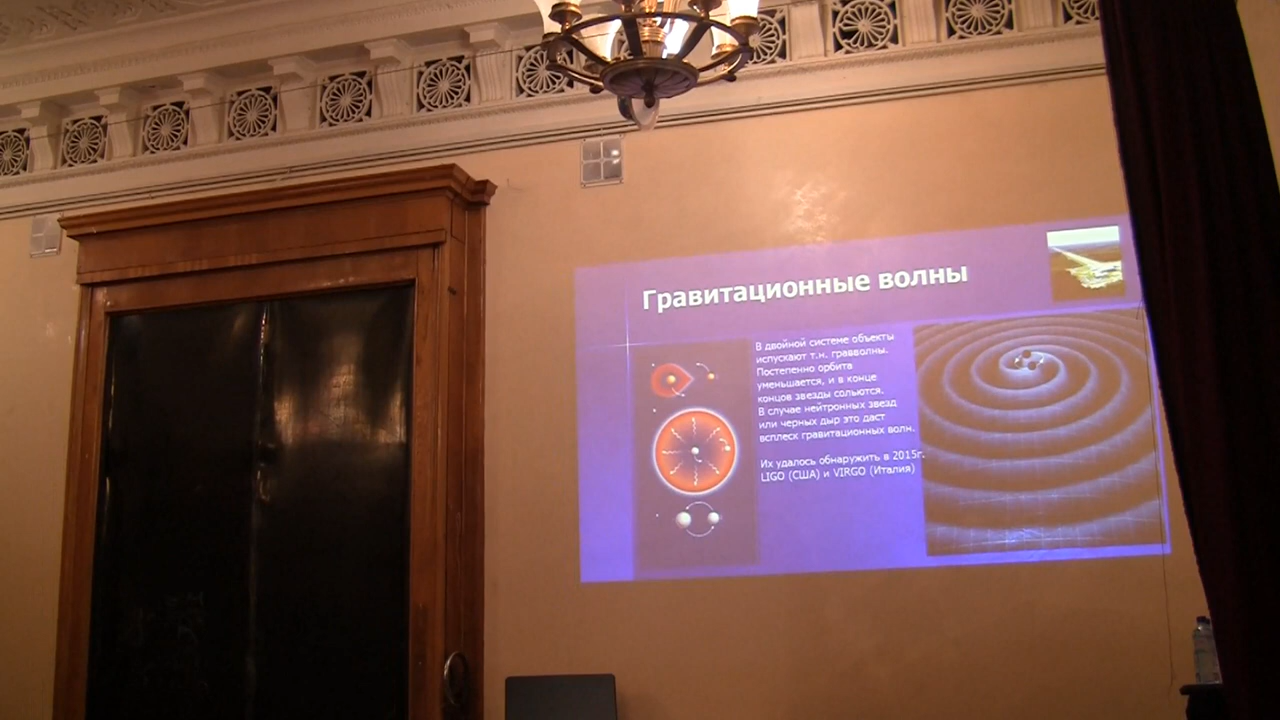 Гравитационные волны
В двойной системе объекты
испускают т.н. гравволны.
Постепенно орбита
уменьшается, и в конце
концов звезды сольются.
В случае нейтронных звезд
или черных дыр это даст
всплеск гравитационных волн.
Их удалось обнаружить в 2015г.
LIGO (США) и VIRGO (Италия)